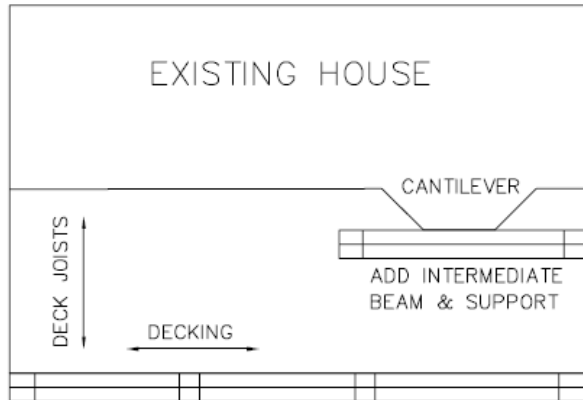 EXISTING HOUSE
CANTILEVER
DECK JOISTS
ADD INTERMEDIATE
BEAM & SUPPORT
DECKING